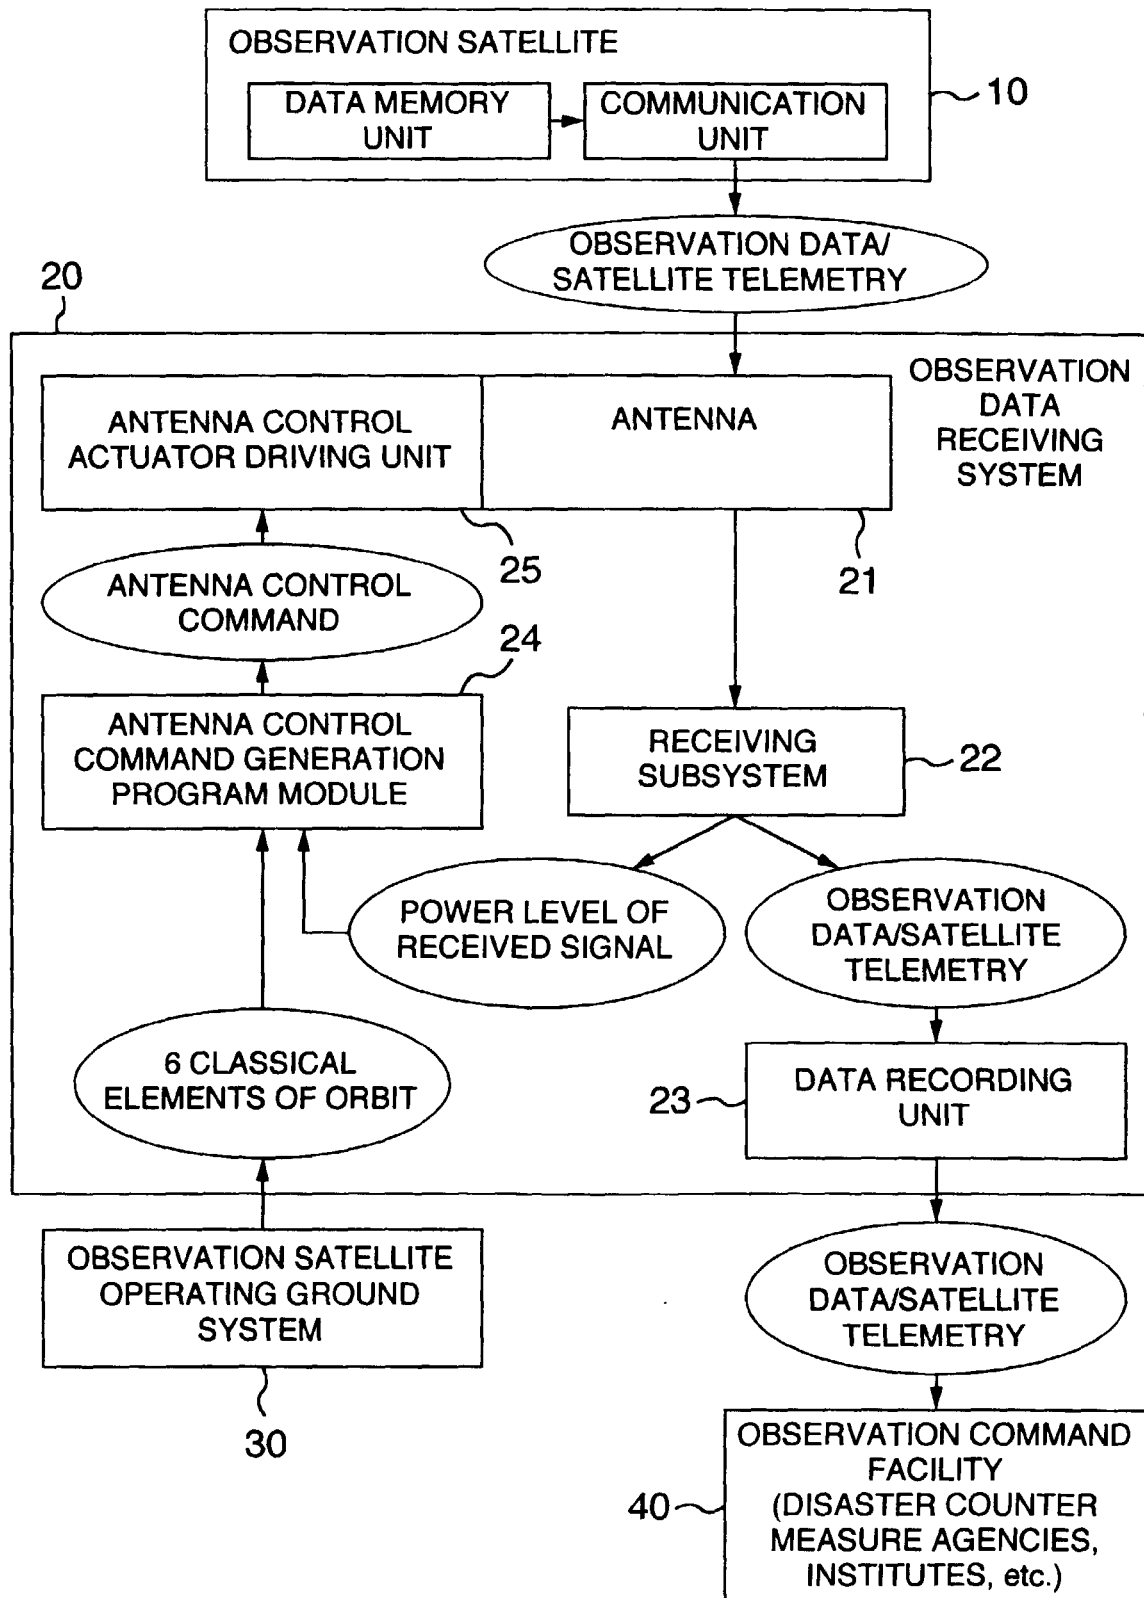 OBSERVATION SATELLITE
DATA MEMORY
UNIT
COMMUNICATION
UNIT
10
OBSERVATION DATA/
SATELLITE TELEMETRY
20
OBSERVATION
DATA
RECEIVING
SYSTEM
ANTENNA CONTROL
ACTUATOR DRIVING UNIT
ANTENNA
25
21
ANTENNA CONTROL
COMMAND
24
ANTENNA CONTROL
COMMAND GENERATION
PROGRAM MODULE
RECEIVING
SUBSYSTEM
22
POWER LEVEL OF
RECEIVED SIGNAL
OBSERVATION
DATA/SATELLITE
TELEMETRY
6 CLASSICAL
ELEMENTS OF ORBIT
23
DATA RECORDING
UNIT
OBSERVATION SATELLITE
OPERATING GROUND
SYSTEM
30
OBSERVATION
DATA/SATELLITE
TELEMETRY
40
OBSERVATION COMMAND
FACILITY
(DISASTER COUNTER
MEASURE AGENCIES,
INSTITUTES, etc.)